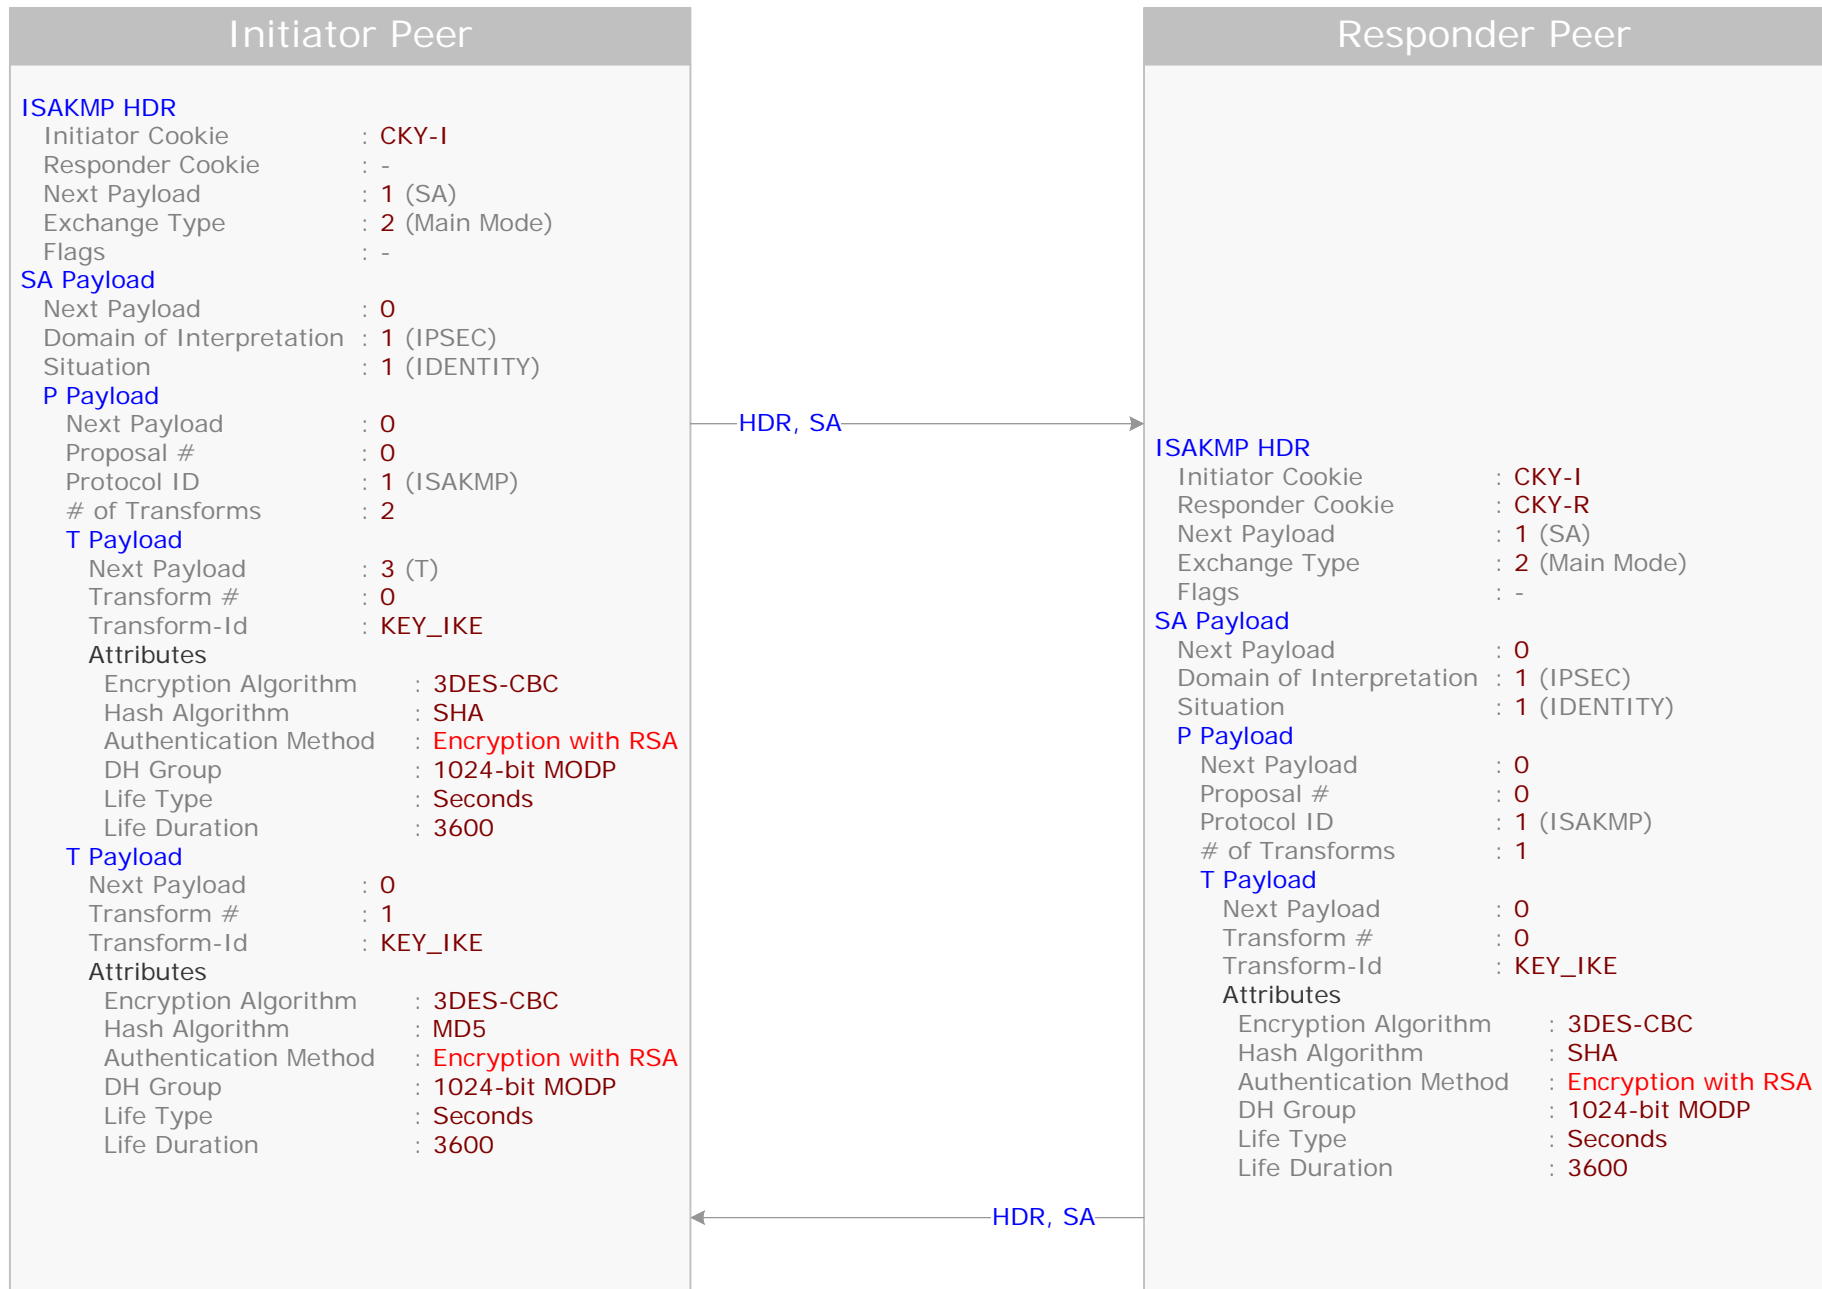 Initiator Peer
ISAKMP HDR
Initiator Cookie : CKY-I
Responder Cookie : -
Next Payload : 1 (SA)
Exchange Type : 2 (Main Mode)
Flags : -
SA Payload
Next Payload : 0
Domain of Interpretation : 1 (IPSEC)
Situation : 1 (IDENTITY)
P Payload
Next Payload : 0
Proposal # : 0
Protocol ID : 1 (ISAKMP)
# of Transforms : 2
T Payload
Next Payload : 3 (T)
Transform # : 0
Transform-Id : KEY_IKE
Attributes
Encryption Algorithm : 3DES-CBC
Hash Algorithm : SHA
Authentication Method : Encryption with RSA
DH Group : 1024-bit MODP
Life Type : Seconds
Life Duration : 3600
T Payload
Next Payload : 0
Transform # : 1
Transform-Id : KEY_IKE
Attributes
Encryption Algorithm : 3DES-CBC
Hash Algorithm : MD5
Authentication Method : Encryption with RSA
DH Group : 1024-bit MODP
Life Type : Seconds
Life Duration : 3600
HDR, SA
Responder Peer
ISAKMP HDR
Initiator Cookie : CKY-I
Responder Cookie : CKY-R
Next Payload : 1 (SA)
Exchange Type : 2 (Main Mode)
Flags : -
SA Payload
Next Payload : 0
Domain of Interpretation : 1 (IPSEC)
Situation : 1 (IDENTITY)
P Payload
Next Payload : 0
Proposal # : 0
Protocol ID : 1 (ISAKMP)
# of Transforms : 1
T Payload
Next Payload : 0
Transform # : 0
Transform-Id : KEY_IKE
Attributes
Encryption Algorithm : 3DES-CBC
Hash Algorithm : SHA
Authentication Method : Encryption with RSA
DH Group : 1024-bit MODP
Life Type : Seconds
Life Duration : 3600
HDR, SA